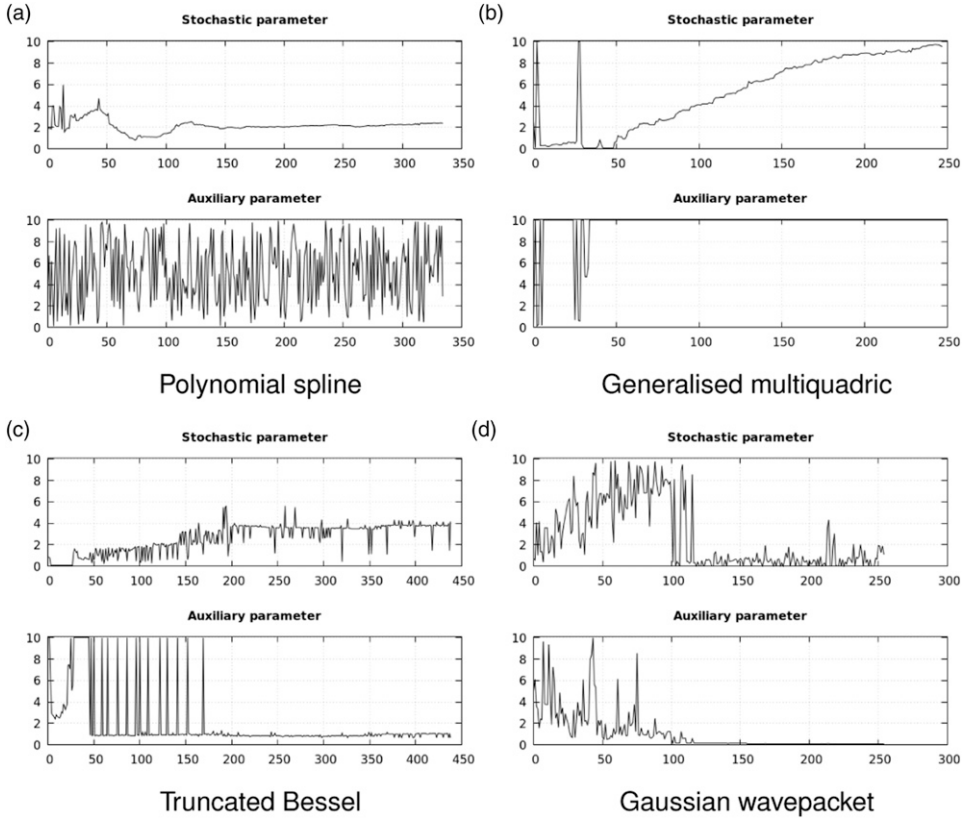 (a)
Stochastic parameter
10
8
6
4
2
0
0 50 100 150 200 250 300 350
Auxiliary parameter
10
8
6
4
2
0
0 50 100 150 200 250 300 350
Polynomial spline
(b)
Stochastic parameter
10
8
6
4
2
0
0 50 100 150 200 250
Auxiliary parameter
10
8
6
4
2
0
0 50 100 150 200 250
Generalised multiquadric
(c)
Stochastic parameter
10
8
6
4
2
0
0 50 100 150 200 250 300 350 400 450
Auxiliary parameter
10
8
6
4
2
0
0 50 100 150 200 250 300 350 400 450
Truncated Bessel
(d)
Stochastic parameter
10
8
6
4
2
0
0 50 100 150 200 250 300
Auxiliary parameter
10
8
6
4
2
0
0 50 100 150 200 250 300
Gaussian wavepacket